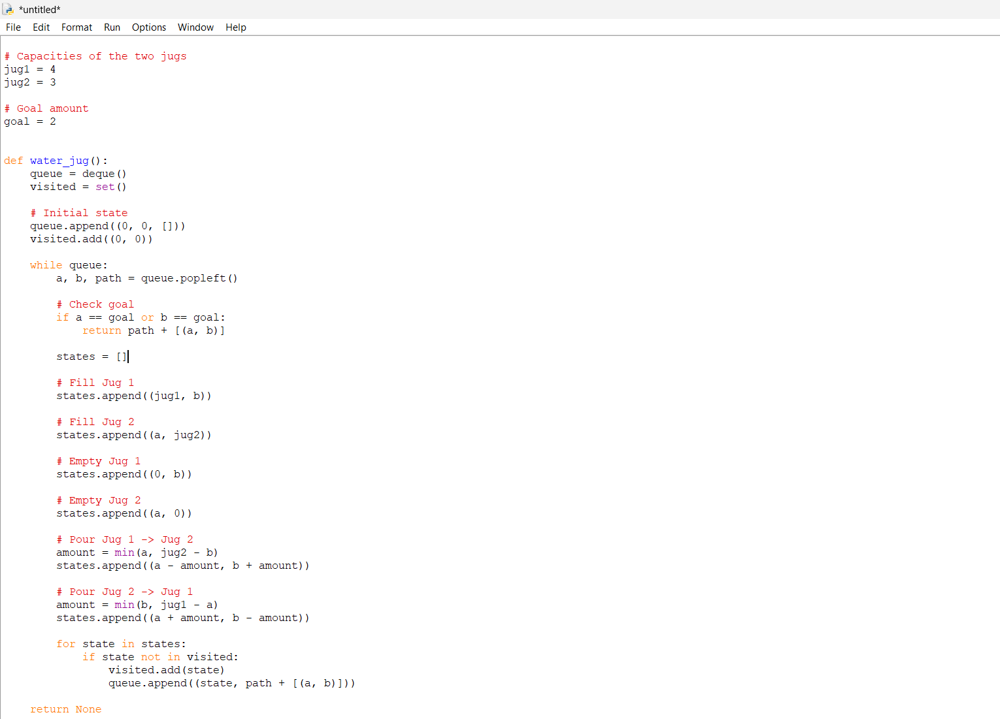 *untitled*
File Edit Format Run Options Window Help
# Capacities of the two jugs
jug1 = 4
jug2 = 3

# Goal amount
goal = 2


def water_jug():
    queue = deque()
    visited = set()

    # Initial state
    queue.append((0, 0, []))
    visited.add((0, 0))

    while queue:
        a, b, path = queue.popleft()

        # Check goal
        if a == goal or b == goal:
            return path + [(a, b)]

        states = []

        # Fill Jug 1
        states.append((jug1, b))

        # Fill Jug 2
        states.append((a, jug2))

        # Empty Jug 1
        states.append((0, b))

        # Empty Jug 2
        states.append((a, 0))

        # Pour Jug 1 -> Jug 2
        amount = min(a, jug2 - b)
        states.append((a - amount, b + amount))

        # Pour Jug 2 -> Jug 1
        amount = min(b, jug1 - a)
        states.append((a + amount, b - amount))

        for state in states:
            if state not in visited:
                visited.add(state)
                queue.append((state, path + [(a, b)]))

    return None